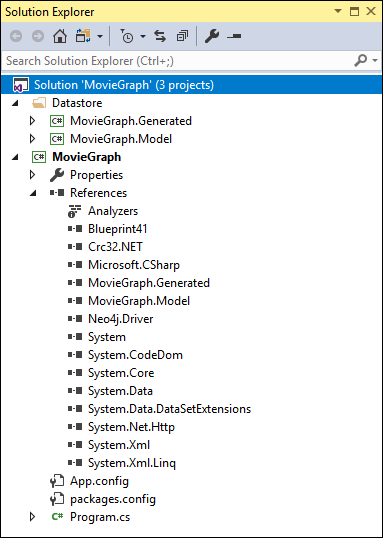 Solution Explorer
Search Solution Explorer (Ctrl+;)
Solution 'MovieGraph' (3 projects)
Datastore
C# MovieGraph.Generated
C# MovieGraph.Model
C# MovieGraph
Properties
References
Analyzers
Blueprint41
Crc32.NET
Microsoft.CSharp
MovieGraph.Generated
MovieGraph.Model
Neo4j.Driver
System
System.CodeDom
System.Core
System.Data
System.Data.DataSetExtensions
System.Net.Http
System.Xml
System.Xml.Linq
App.config
packages.config
C# Program.cs